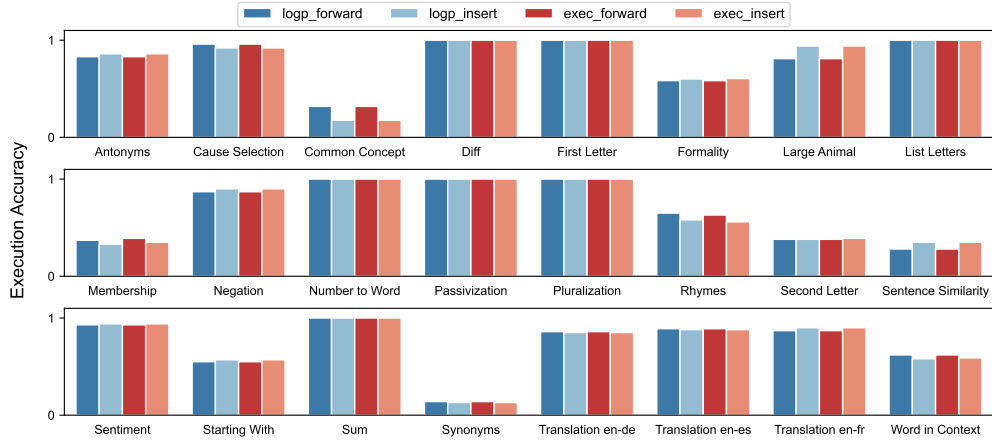 logp_forward logp_insert exec_forward exec_insert
Execution Accuracy
1
0
Antonyms Cause Selection Common Concept Diff First Letter Formality Large Animal List Letters
1
0
Membership Negation Number to Word Passivization Pluralization Rhymes Second Letter Sentence Similarity
1
0
Sentiment Starting With Sum Synonyms Translation en-de Translation en-es Translation en-fr Word in Context